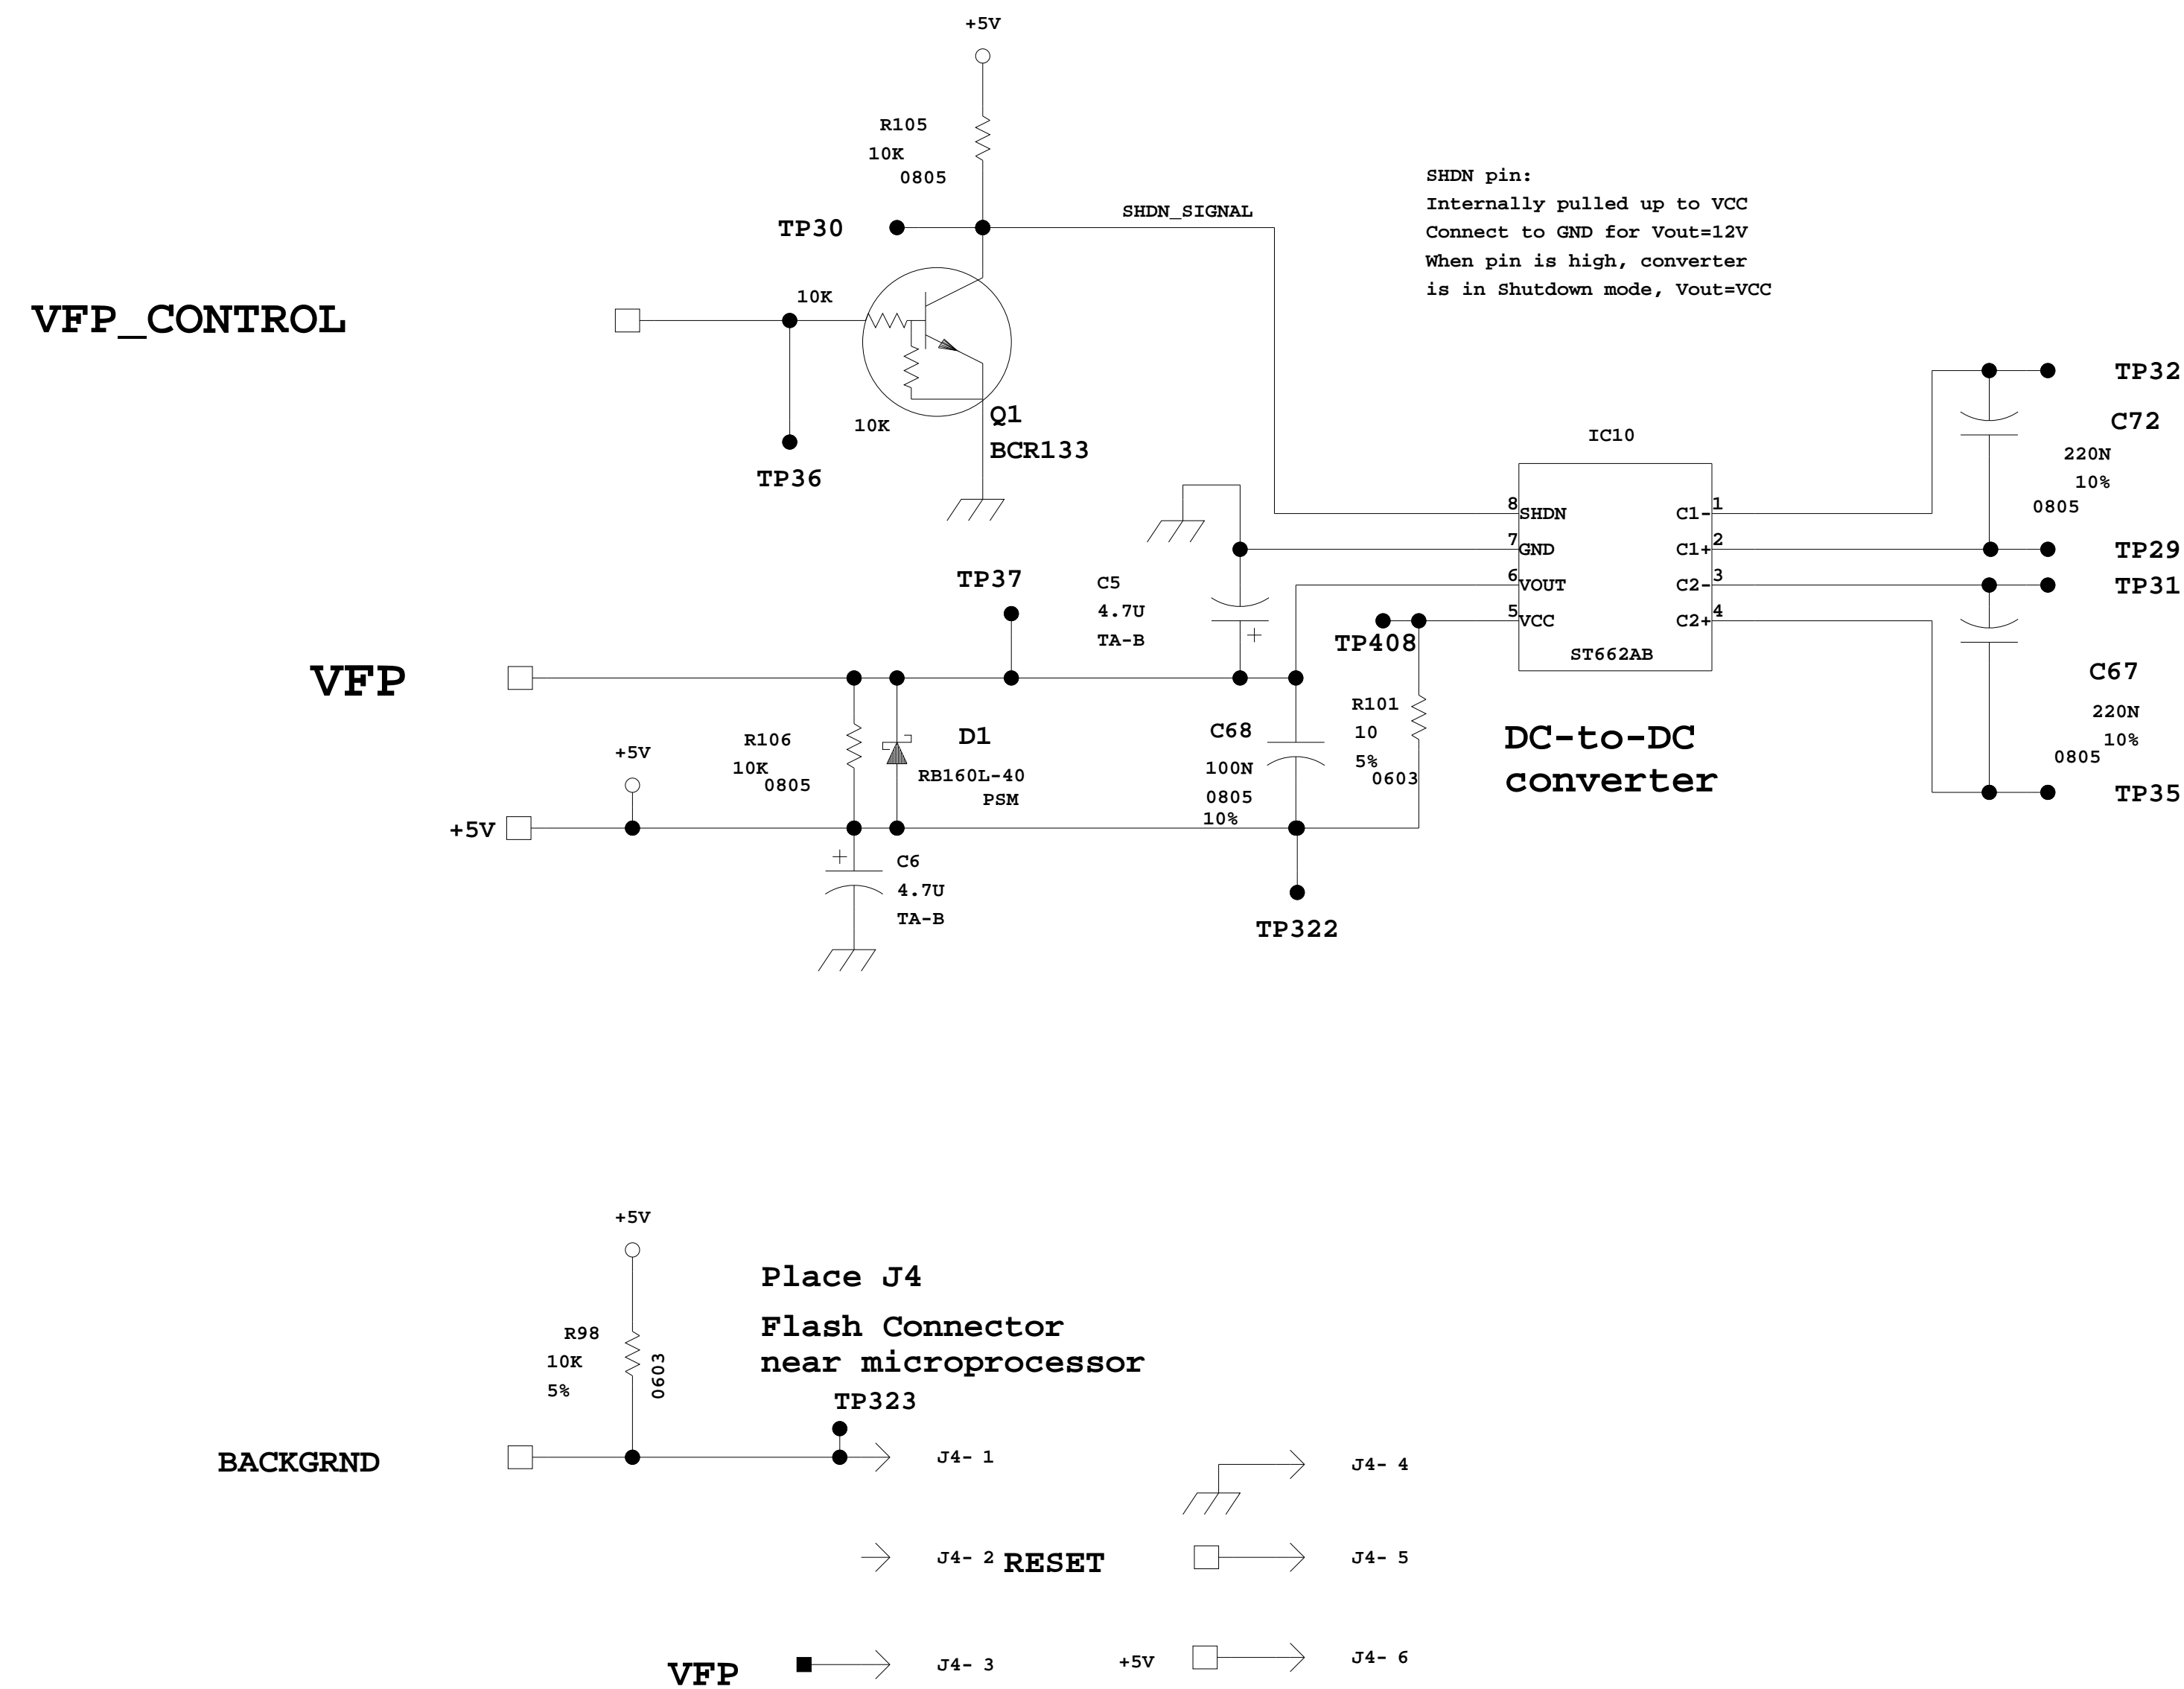 +5V
R105
10K
0805
TP30
SHDN_SIGNAL
SHDN pin:
Internally pulled up to VCC
Connect to GND for Vout=12V
When pin is high, converter
is in Shutdown mode, Vout=VCC
VFP_CONTROL
10K
10K
Q1
BCR133
TP36
TP32
C72
220N
10%
0805
IC10
8
SHDN
7
GND
6
VOUT
5
VCC
C1-
1
C1+
2
C2-
3
C2+
4
ST662AB
TP29
TP31
C67
220N
10%
0805
TP35
TP37
C5
4.7U
TA-B
+
TP408
VFP
R101
10
5%
0603
DC-to-DC
converter
R106
10K
0805
D1
RB160L-40
PSM
C68
100N
0805
10%
+5V
+5V
+
C6
4.7U
TA-B
TP322
+5V
R98
10K
5%
0603
Place J4
Flash Connector
near microprocessor
TP323
BACKGRND
J4- 1
J4- 4
J4- 2
RESET
J4- 5
VFP
J4- 3
+5V
J4- 6